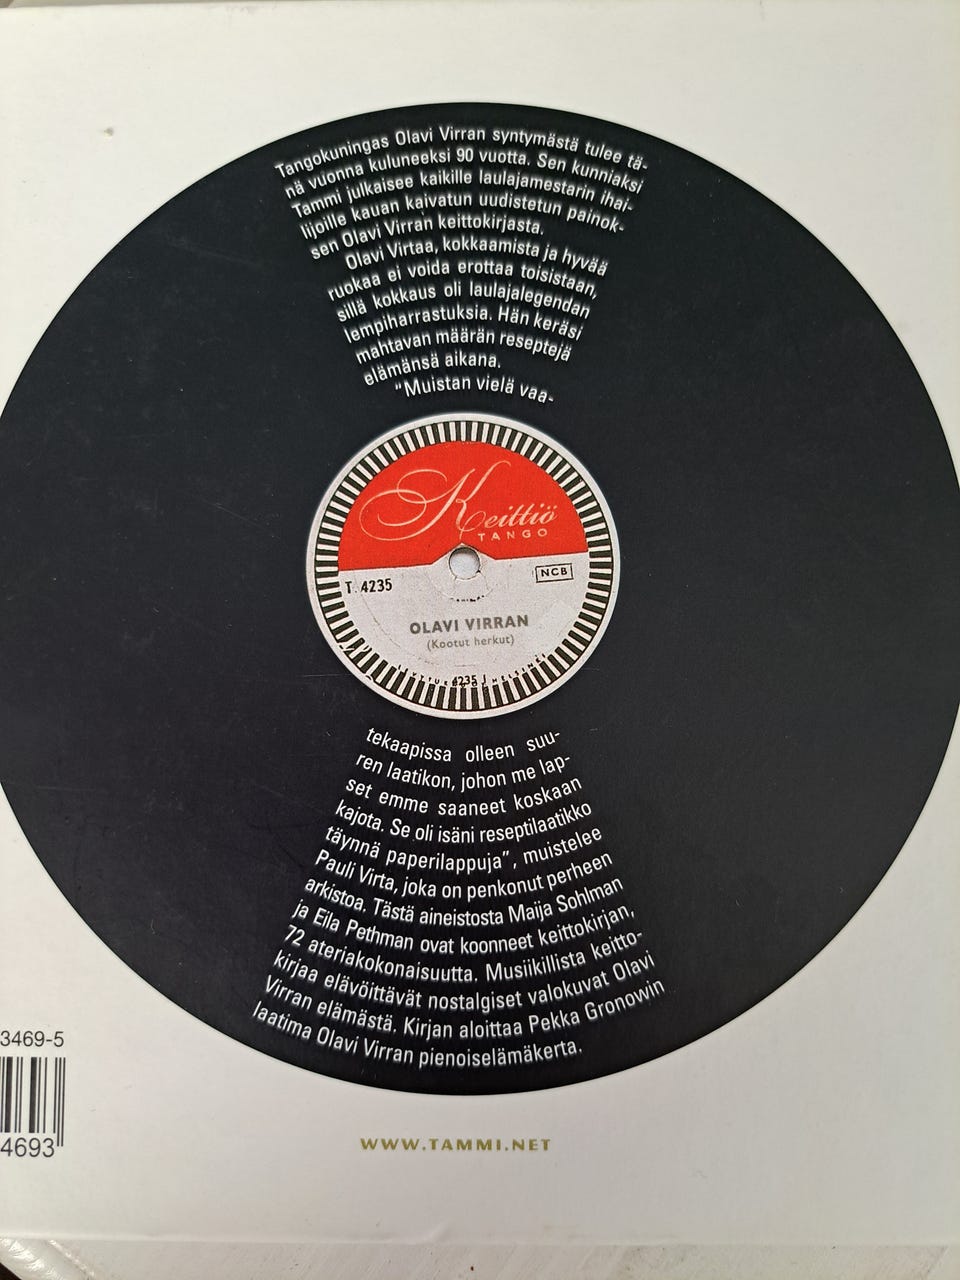 Tangokuningas Olavi Virran syntymästä tulee tä-
nä vuonna kuluneeksi 90 vuotta. Sen kunniaksi
Tammi julkaisee kaikille laulajamestarin ihai-
lijoille kauan kaivatun uudistetun painok-
sen Olavi Virran keittokirjasta.
Olavi Virtaa, kokkaamista ja hyvää
ruokaa ei voida erottaa toisistaan,
sillä kokkaus oli laulajalegendan
lempiharrastuksia. Hän keräsi
mahtavan määrän reseptejä
elämänsä aikana.
"Muistan vielä vaa-
Keittiö
TANGO
T. 4235
NCB
OLAVI VIRRAN
(Kootut herkut)
4235
tekaapissa olleen suu-
ren laatikon, johon me lap-
set emme saaneet koskaan
kajota. Se oli isäni reseptilaatikko
täynnä paperilappuja", muistelee
Pauli Virta, joka on penkonut perheen
arkistoa. Tästä aineistosta Maija Sohlman
ja Eila Pethman ovat koonneet keittokirjan,
72 ateriakokonaisuutta. Musiikillista keitto-
kirjaa elävöittävät nostalgiset valokuvat Olavi
Virran elämästä. Kirjan aloittaa Pekka Gronowin
laatima Olavi Virran pienoiselämäkerta.
3469-5
4693
WWW.TAMMI.NET